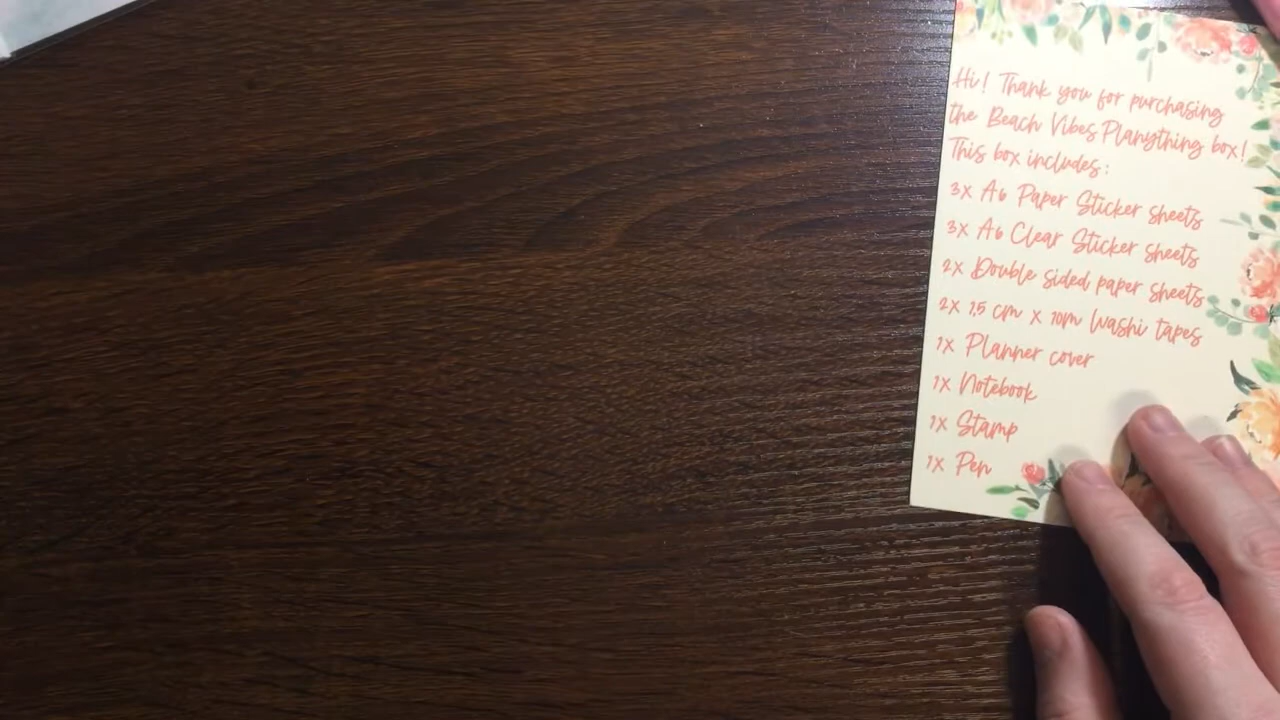 Hi! Thank you for purchasing
the Beach Vibes Planything box!
This box includes:
3x A6 Paper Sticker sheets
3x A6 Clear Sticker sheets
2x Double sided paper sheets
2x 1,5 cm x 10m Washi tapes
1x Planner cover
1x Notebook
1x Stamp
1x Pen